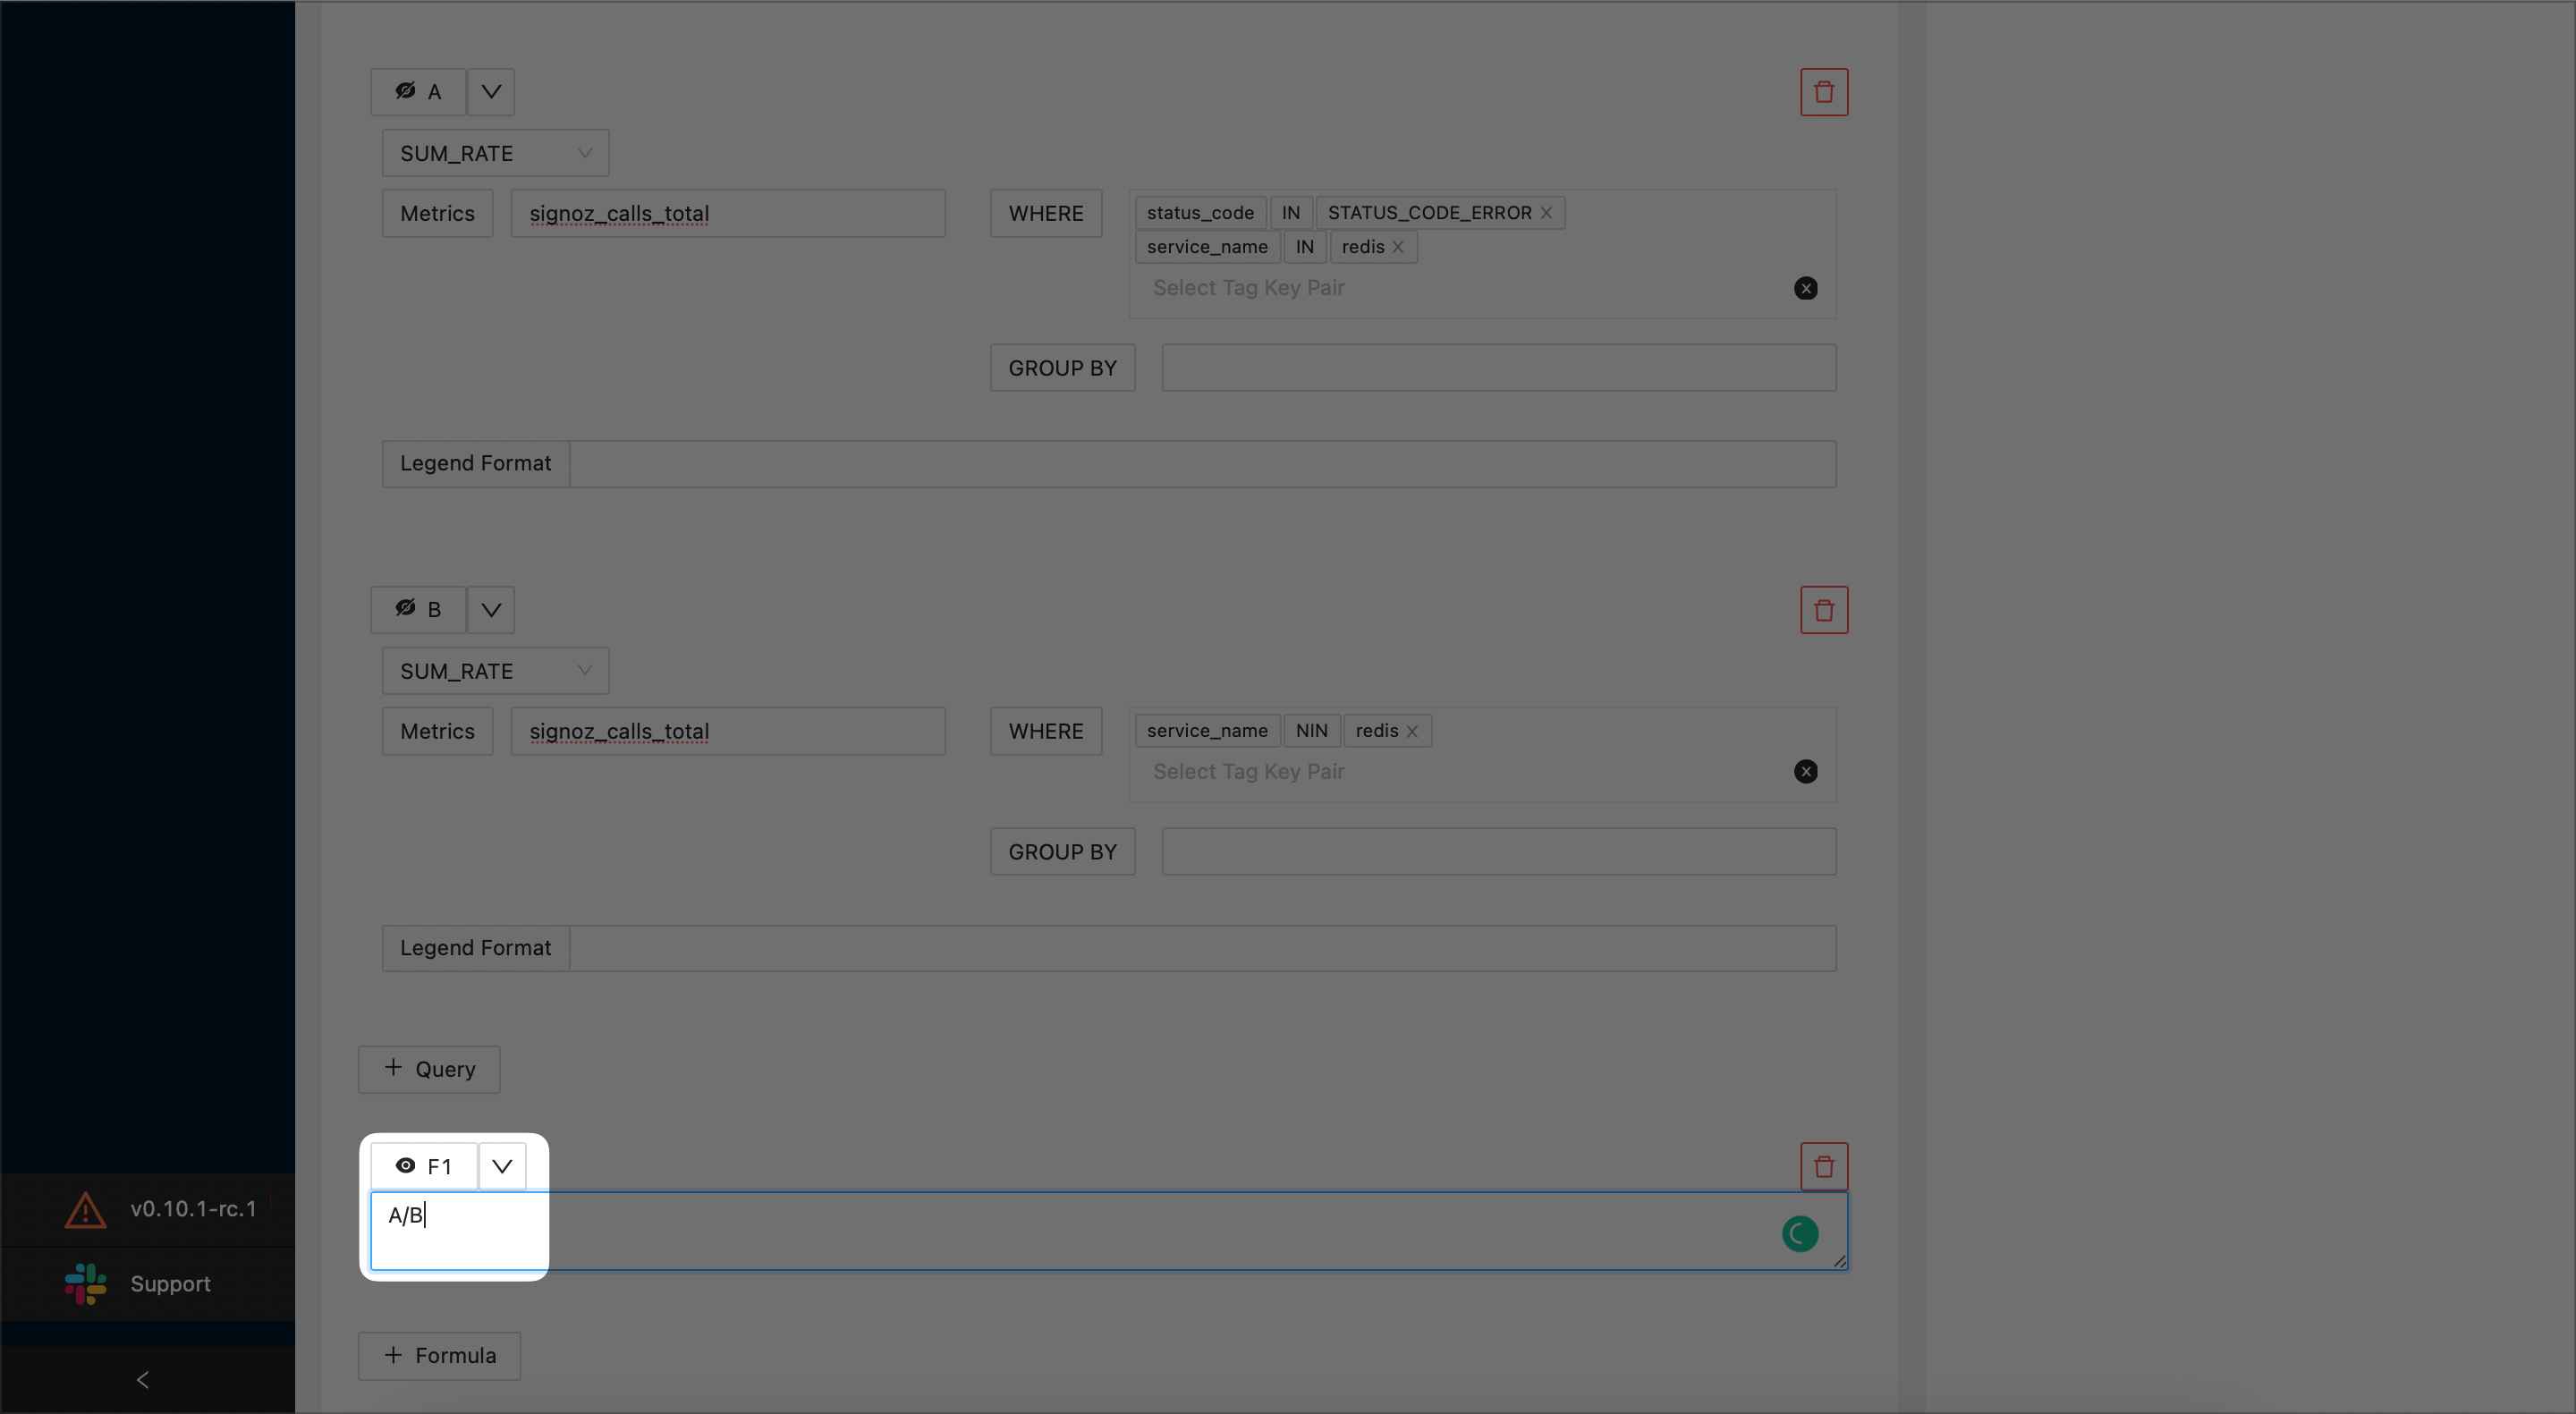 A
SUM_RATE
Metrics signoz_calls_total WHERE status_code IN STATUS_CODE_ERROR
service_name IN redis
Select Tag Key Pair
GROUP BY
Legend Format
B
SUM_RATE
Metrics signoz_calls_total WHERE service_name NIN redis
Select Tag Key Pair
GROUP BY
Legend Format
+ Query
F1
A/B
v0.10.1-rc.1
Support
+ Formula